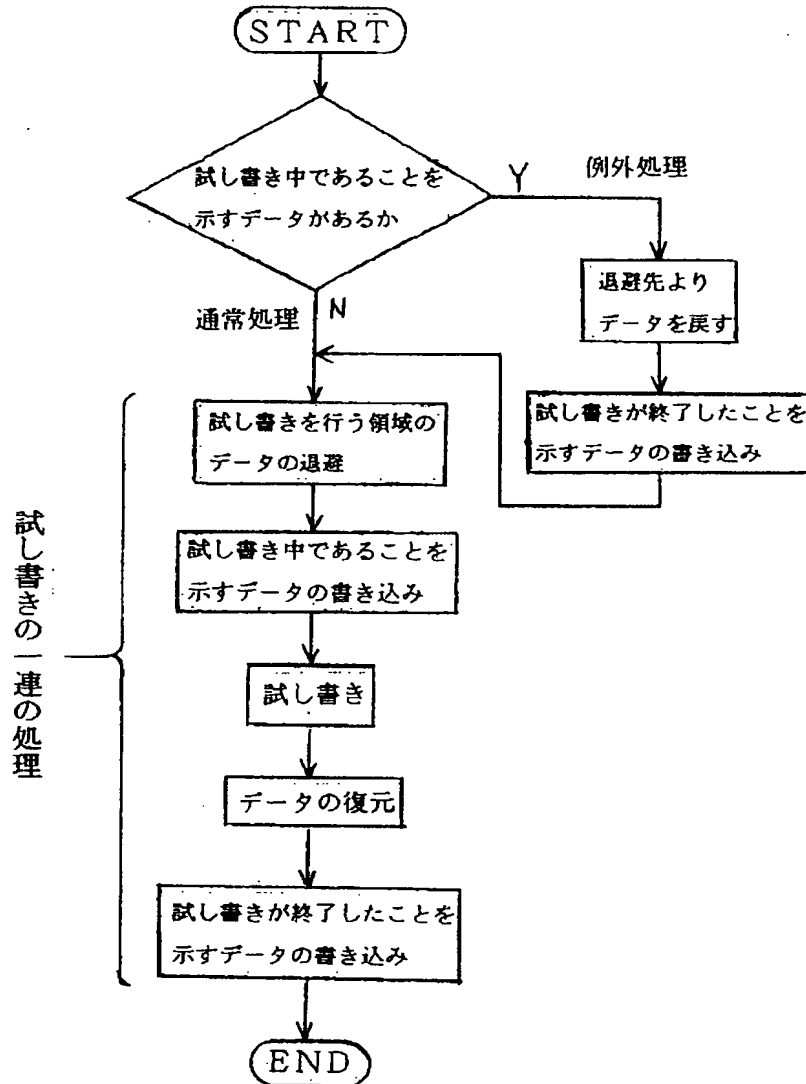 START
試し書き中であることを
示すデータがあるか
Y
例外処理
退避先より
データを戻す
通常処理
N
試し書きが終了したことを
示すデータの書き込み
試し書きを行う領域の
データの退避
試し書き中であることを
示すデータの書き込み
試し書きの一連の処理
試し書き
データの復元
試し書きが終了したことを
示すデータの書き込み
END